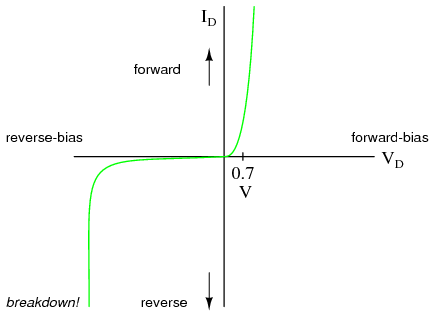 I_D
forward
reverse-bias
forward-bias
V_D
0.7
V
breakdown!
reverse